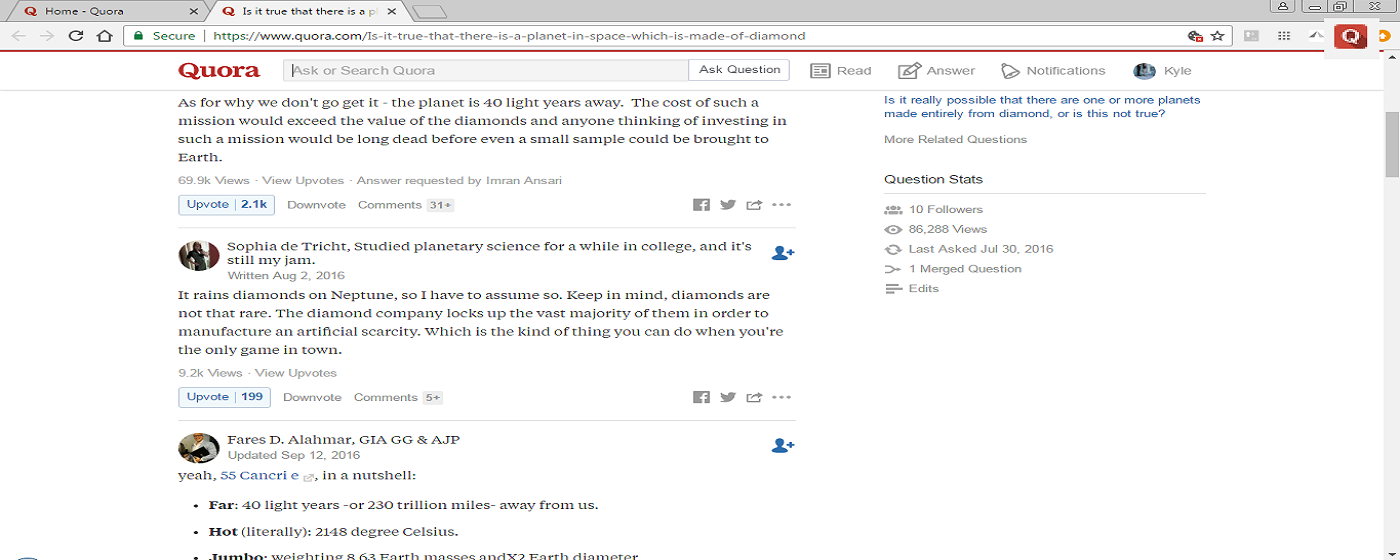 Home - Quora
Is it true that there is a p
Secure
https://www.quora.com/Is-it-true-that-there-is-a-planet-in-space-which-is-made-of-diamond
Quora
Ask or Search Quora
Ask Question
Read
Answer
Notifications
Kyle
As for why we don't go get it - the planet is 40 light years away. The cost of such a
mission would exceed the value of the diamonds and anyone thinking of investing in
such a mission would be long dead before even a small sample could be brought to
Earth.
69.9k Views · View Upvotes · Answer requested by Imran Ansari
Upvote | 2.1k
Downvote
Comments 31+
Sophia de Tricht, Studied planetary science for a while in college, and it's
still my jam.
Written Aug 2, 2016
It rains diamonds on Neptune, so I have to assume so. Keep in mind, diamonds are
not that rare. The diamond company locks up the vast majority of them in order to
manufacture an artificial scarcity. Which is the kind of thing you can do when you're
the only game in town.
9.2k Views · View Upvotes
Upvote | 199
Downvote
Comments 5+
Fares D. Alahmar, GIA GG & AJP
Updated Sep 12, 2016
yeah, 55 Cancri e, in a nutshell:
• Far: 40 light years -or 230 trillion miles- away from us.
• Hot (literally): 2148 degree Celsius.
• Jumbo: weighting 8.63 Earth masses andX2 Earth diameter
Is it really possible that there are one or more planets
made entirely from diamond, or is this not true?
More Related Questions
Question Stats
10 Followers
86,288 Views
Last Asked Jul 30, 2016
1 Merged Question
Edits